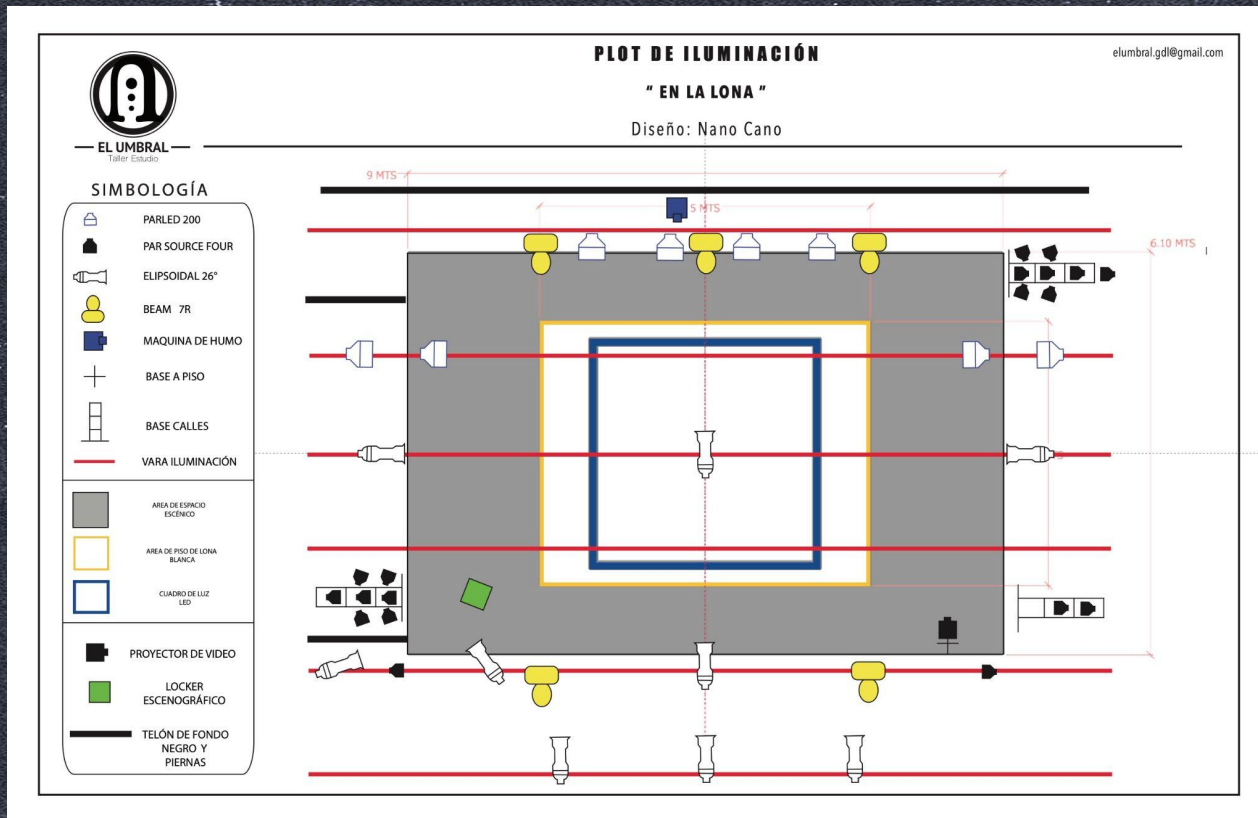 PLOT DE ILUMINACIÓN
elumbral.gdl@gmail.com
" EN LA LONA "
Diseño: Nano Cano
EL UMBRAL
Taller Estudio
SIMBOLOGÍA
PARLED 200
PAR SOURCE FOUR
ELIPSOIDAL 26°
BEAM 7R
MAQUINA DE HUMO
BASE A PISO
BASE CALLES
VARA ILUMINACIÓN
AREA DE ESPACIO
ESCÉNICO
AREA DE PISO DE LONA
BLANCA
CUADRO DE LUZ
LED
PROYECTOR DE VIDEO
LOCKER
ESCENOGRÁFICO
TELÓN DE FONDO
NEGRO Y
PIERNAS
9 MTS
5 MTS
6.10 MTS